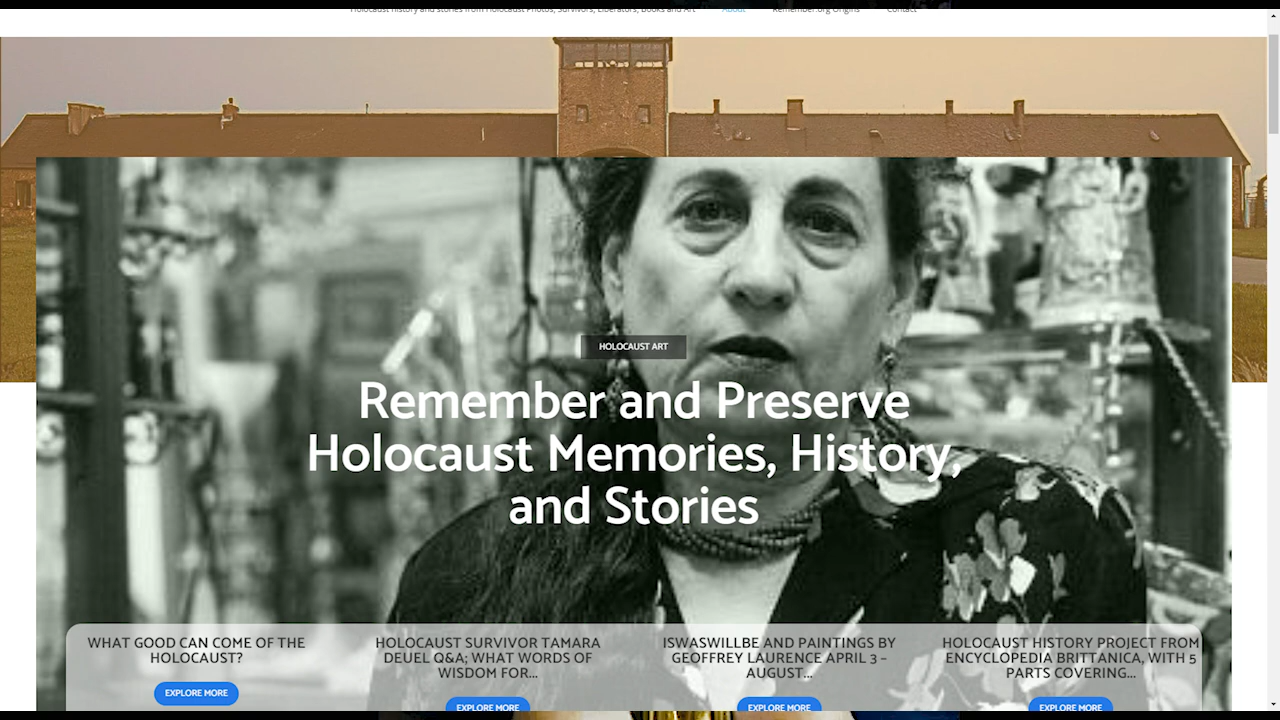 Holocaust history and stories from Holocaust Photos, Survivors, Liberators, Books and Art About Remember.org Origins Contact
HOLOCAUST ART
Remember and Preserve
Holocaust Memories, History,
and Stories
WHAT GOOD CAN COME OF THE
HOLOCAUST?
EXPLORE MORE
HOLOCAUST SURVIVOR TAMARA
DEUEL Q&A; WHAT WORDS OF
WISDOM FOR...
EXPLORE MORE
ISWASWILLBE AND PAINTINGS BY
GEOFFREY LAURENCE APRIL 3 –
AUGUST...
EXPLORE MORE
HOLOCAUST HISTORY PROJECT FROM
ENCYCLOPEDIA BRITTANICA, WITH 5
PARTS COVERING...
EXPLORE MORE